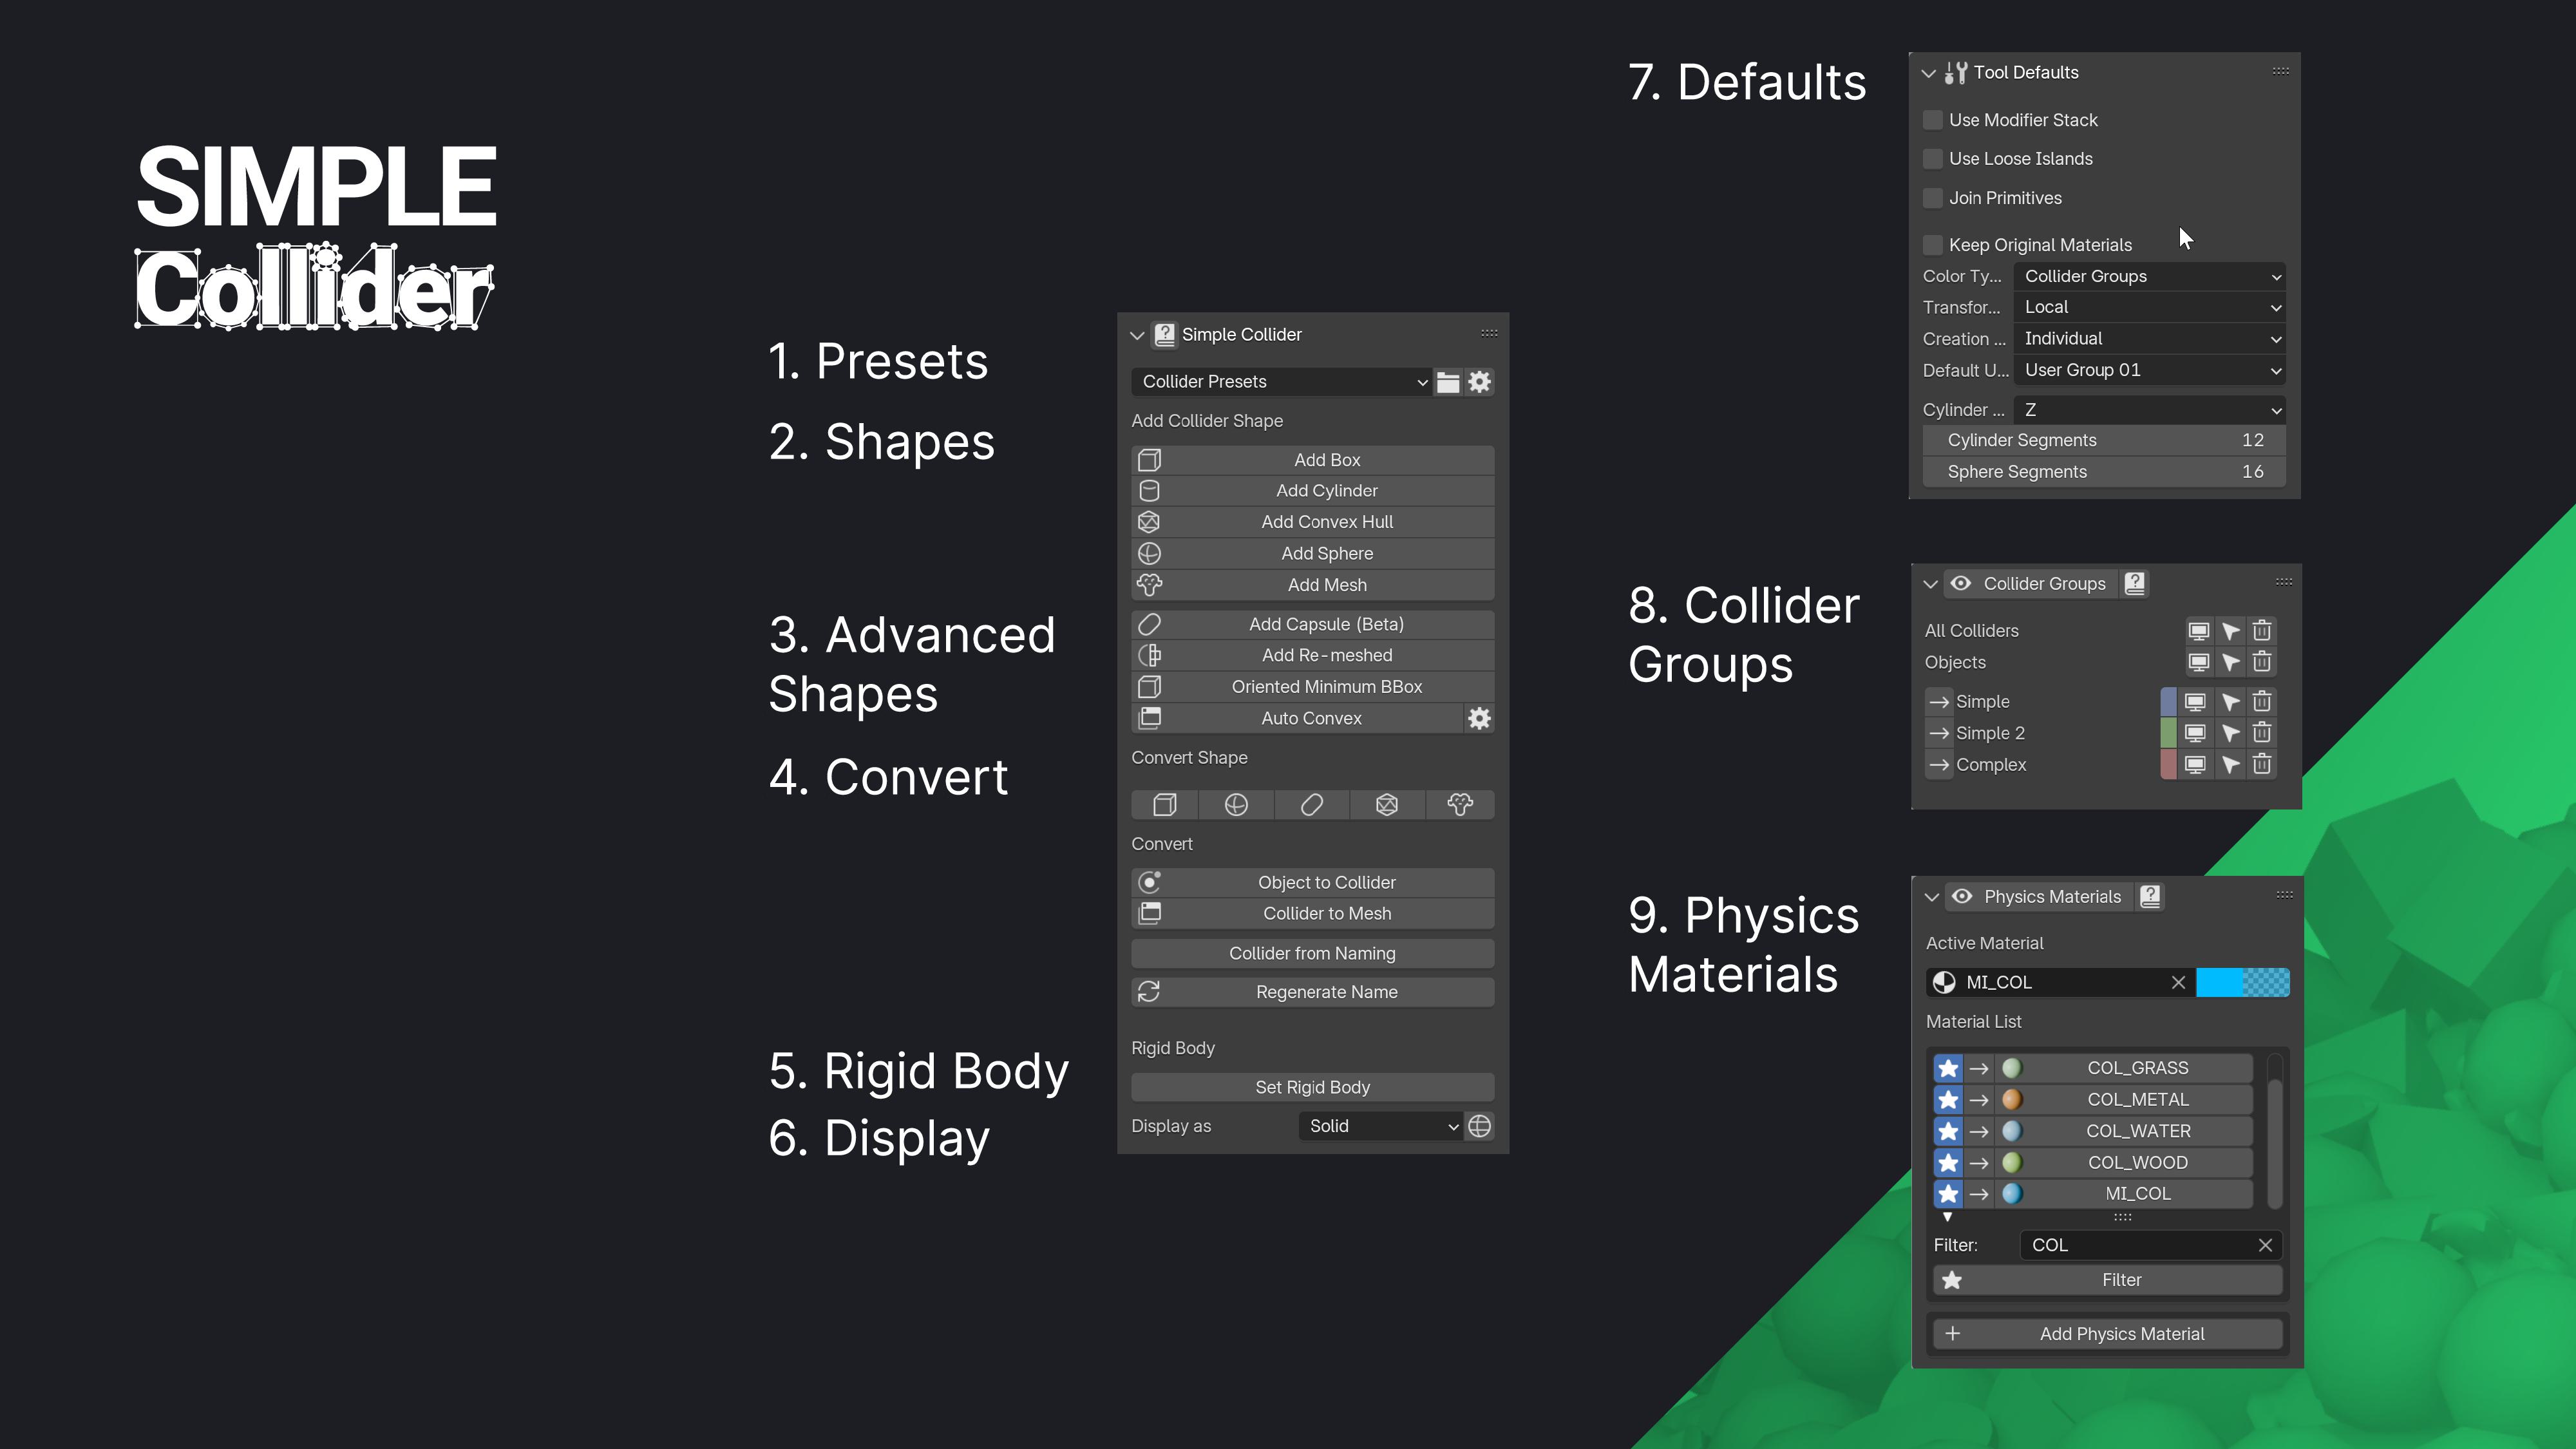 SIMPLE
Collider
1. Presets
2. Shapes
3. Advanced
Shapes
4. Convert
5. Rigid Body
6. Display
Simple Collider
Collider Presets
Add Collider Shape
Add Box
Add Cylinder
Add Convex Hull
Add Sphere
Add Mesh
Add Capsule (Beta)
Add Re-meshed
Oriented Minimum BBox
Auto Convex
Convert Shape
Convert
Object to Collider
Collider to Mesh
Collider from Naming
Regenerate Name
Rigid Body
Set Rigid Body
Display as Solid
7. Defaults
Tool Defaults
Use Modifier Stack
Use Loose Islands
Join Primitives
Keep Original Materials
Color Ty... Collider Groups
Transfor... Local
Creation ... Individual
Default U... User Group 01
Cylinder ... Z
Cylinder Segments 12
Sphere Segments 16
8. Collider
Groups
Collider Groups
All Colliders
Objects
Simple
Simple 2
Complex
9. Physics
Materials
Physics Materials
Active Material
MI_COL
Material List
COL_GRASS
COL_METAL
COL_WATER
COL_WOOD
MI_COL
Filter: COL
Filter
Add Physics Material